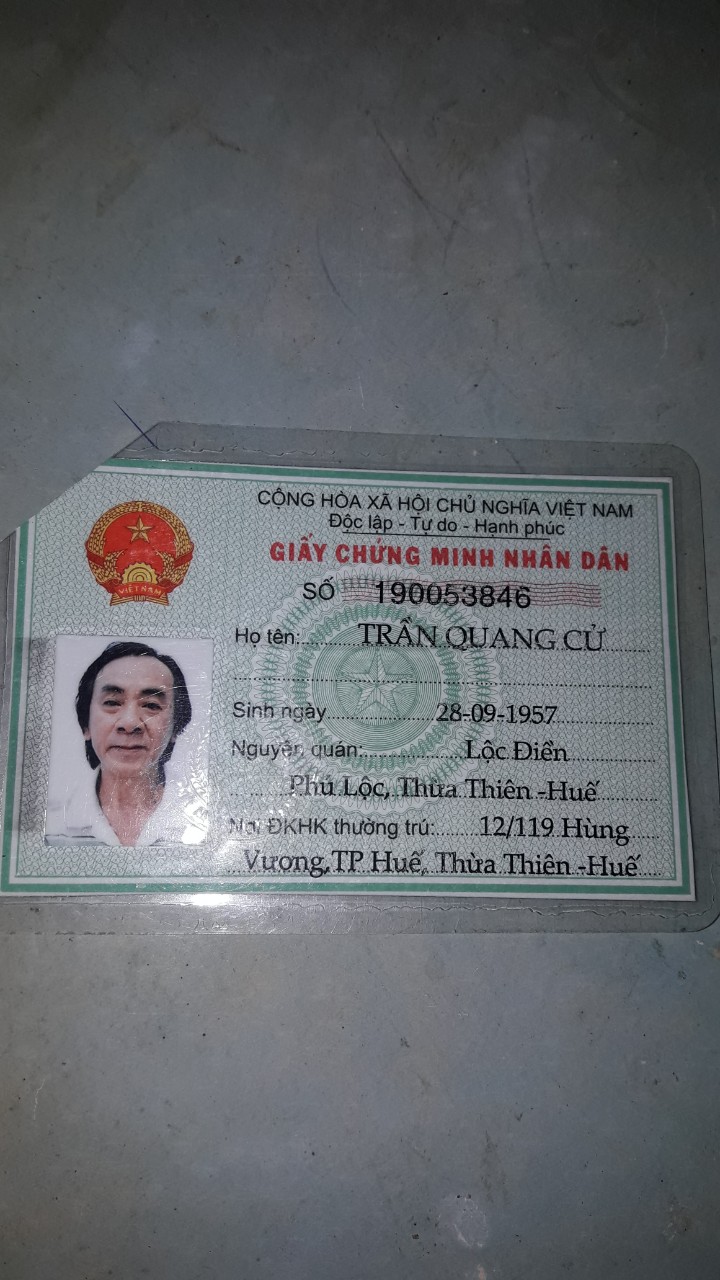 CỘNG HÒA XÃ HỘI CHỦ NGHĨA VIỆT NAM
Độc lập - Tự do - Hạnh phúc
GIẤY CHỨNG MINH NHÂN DÂN
SỐ 190053846
Họ tên: TRẦN QUANG CỬ
Sinh ngày 28-09-1957
Nguyên quán: Lộc Điền
Phú Lộc, Thừa Thiên -Huế
Nơi ĐKHK thường trú: 12/119 Hùng
Vương,TP Huế, Thừa Thiên -Huế
VIỆT NAM